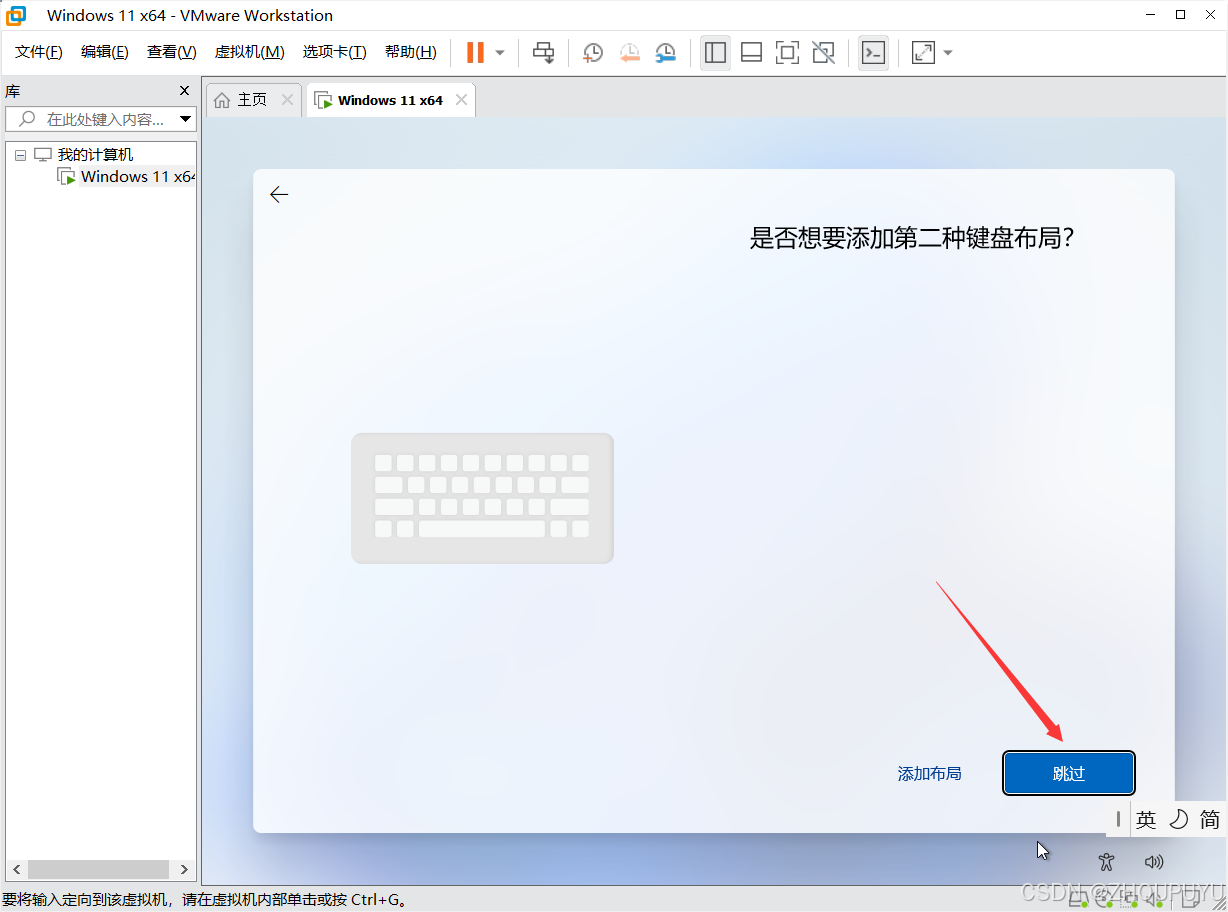 Windows 11 x64 - VMware Workstation
文件(F) 编辑(E) 查看(V) 虚拟机(M) 选项卡(T) 帮助(H)
库
在此处键入内容...
我的计算机
Windows 11 x64
主页
Windows 11 x64
是否想要添加第二种键盘布局？
添加布局
跳过
英
简
要将输入定向到该虚拟机，请在虚拟机内部单击或按 Ctrl+G。
CSDN @ZHOUPUYU